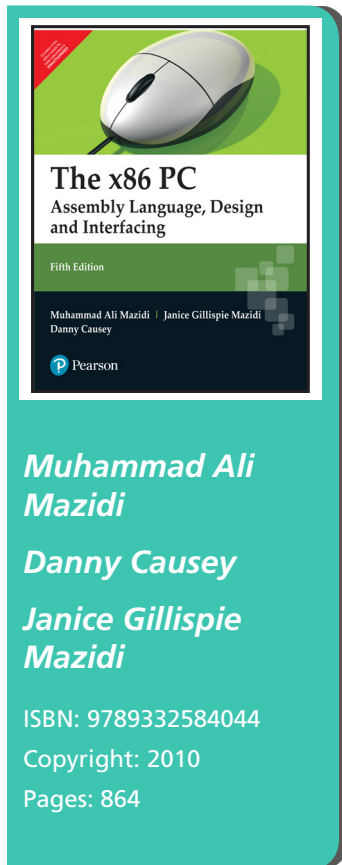 The x86 PC
Assembly Language, Design
and Interfacing
Fifth Edition
Muhammad Ali Mazidi | Janice Gillispie Mazidi
Danny Causey
Pearson
Muhammad Ali
Mazidi
Danny Causey
Janice Gillispie
Mazidi
ISBN: 9789332584044
Copyright: 2010
Pages: 864